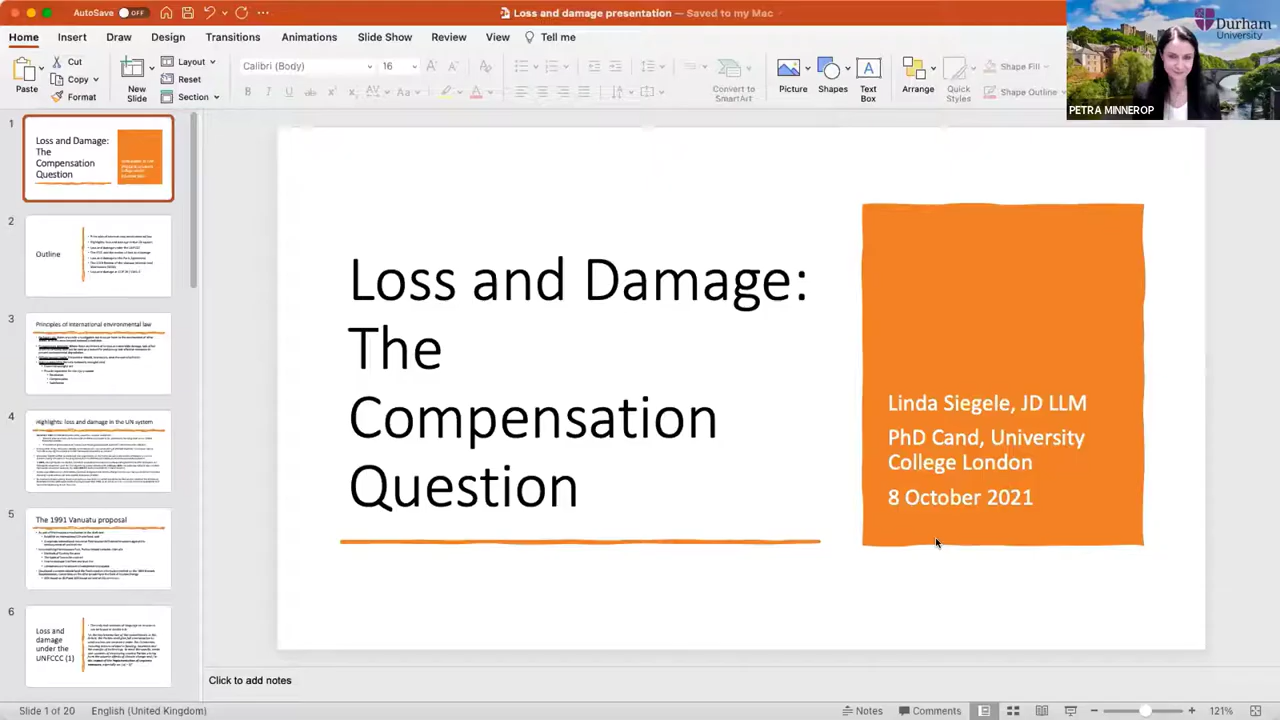 AutoSave OFF
Loss and damage presentation — Saved to my Mac
Durham
University
PETRA MINNEROP
Home Insert Draw Design Transitions Animations Slide Show Review View Tell me
Paste
Cut
Copy
Format
New
Slide
Layout
Reset
Section
Calibri (Body) 16
Convert to
SmartArt
Picture
Shapes
Text
Box
Arrange
Quick
Styles
Shape Fill
Shape Outline
1
Loss and Damage:
The
Compensation
Question
2
Outline
3
Principles of international environmental law
4
Highlights: loss and damage in the UN system
5
The 1991 Vanuatu proposal
6
Loss and
damage
under the
UNFCCC (1)
Loss and Damage:
The
Compensation
Question
Linda Siegele, JD LLM
PhD Cand, University
College London
8 October 2021
Click to add notes
Slide 1 of 20 English (United Kingdom) Notes Comments 121%